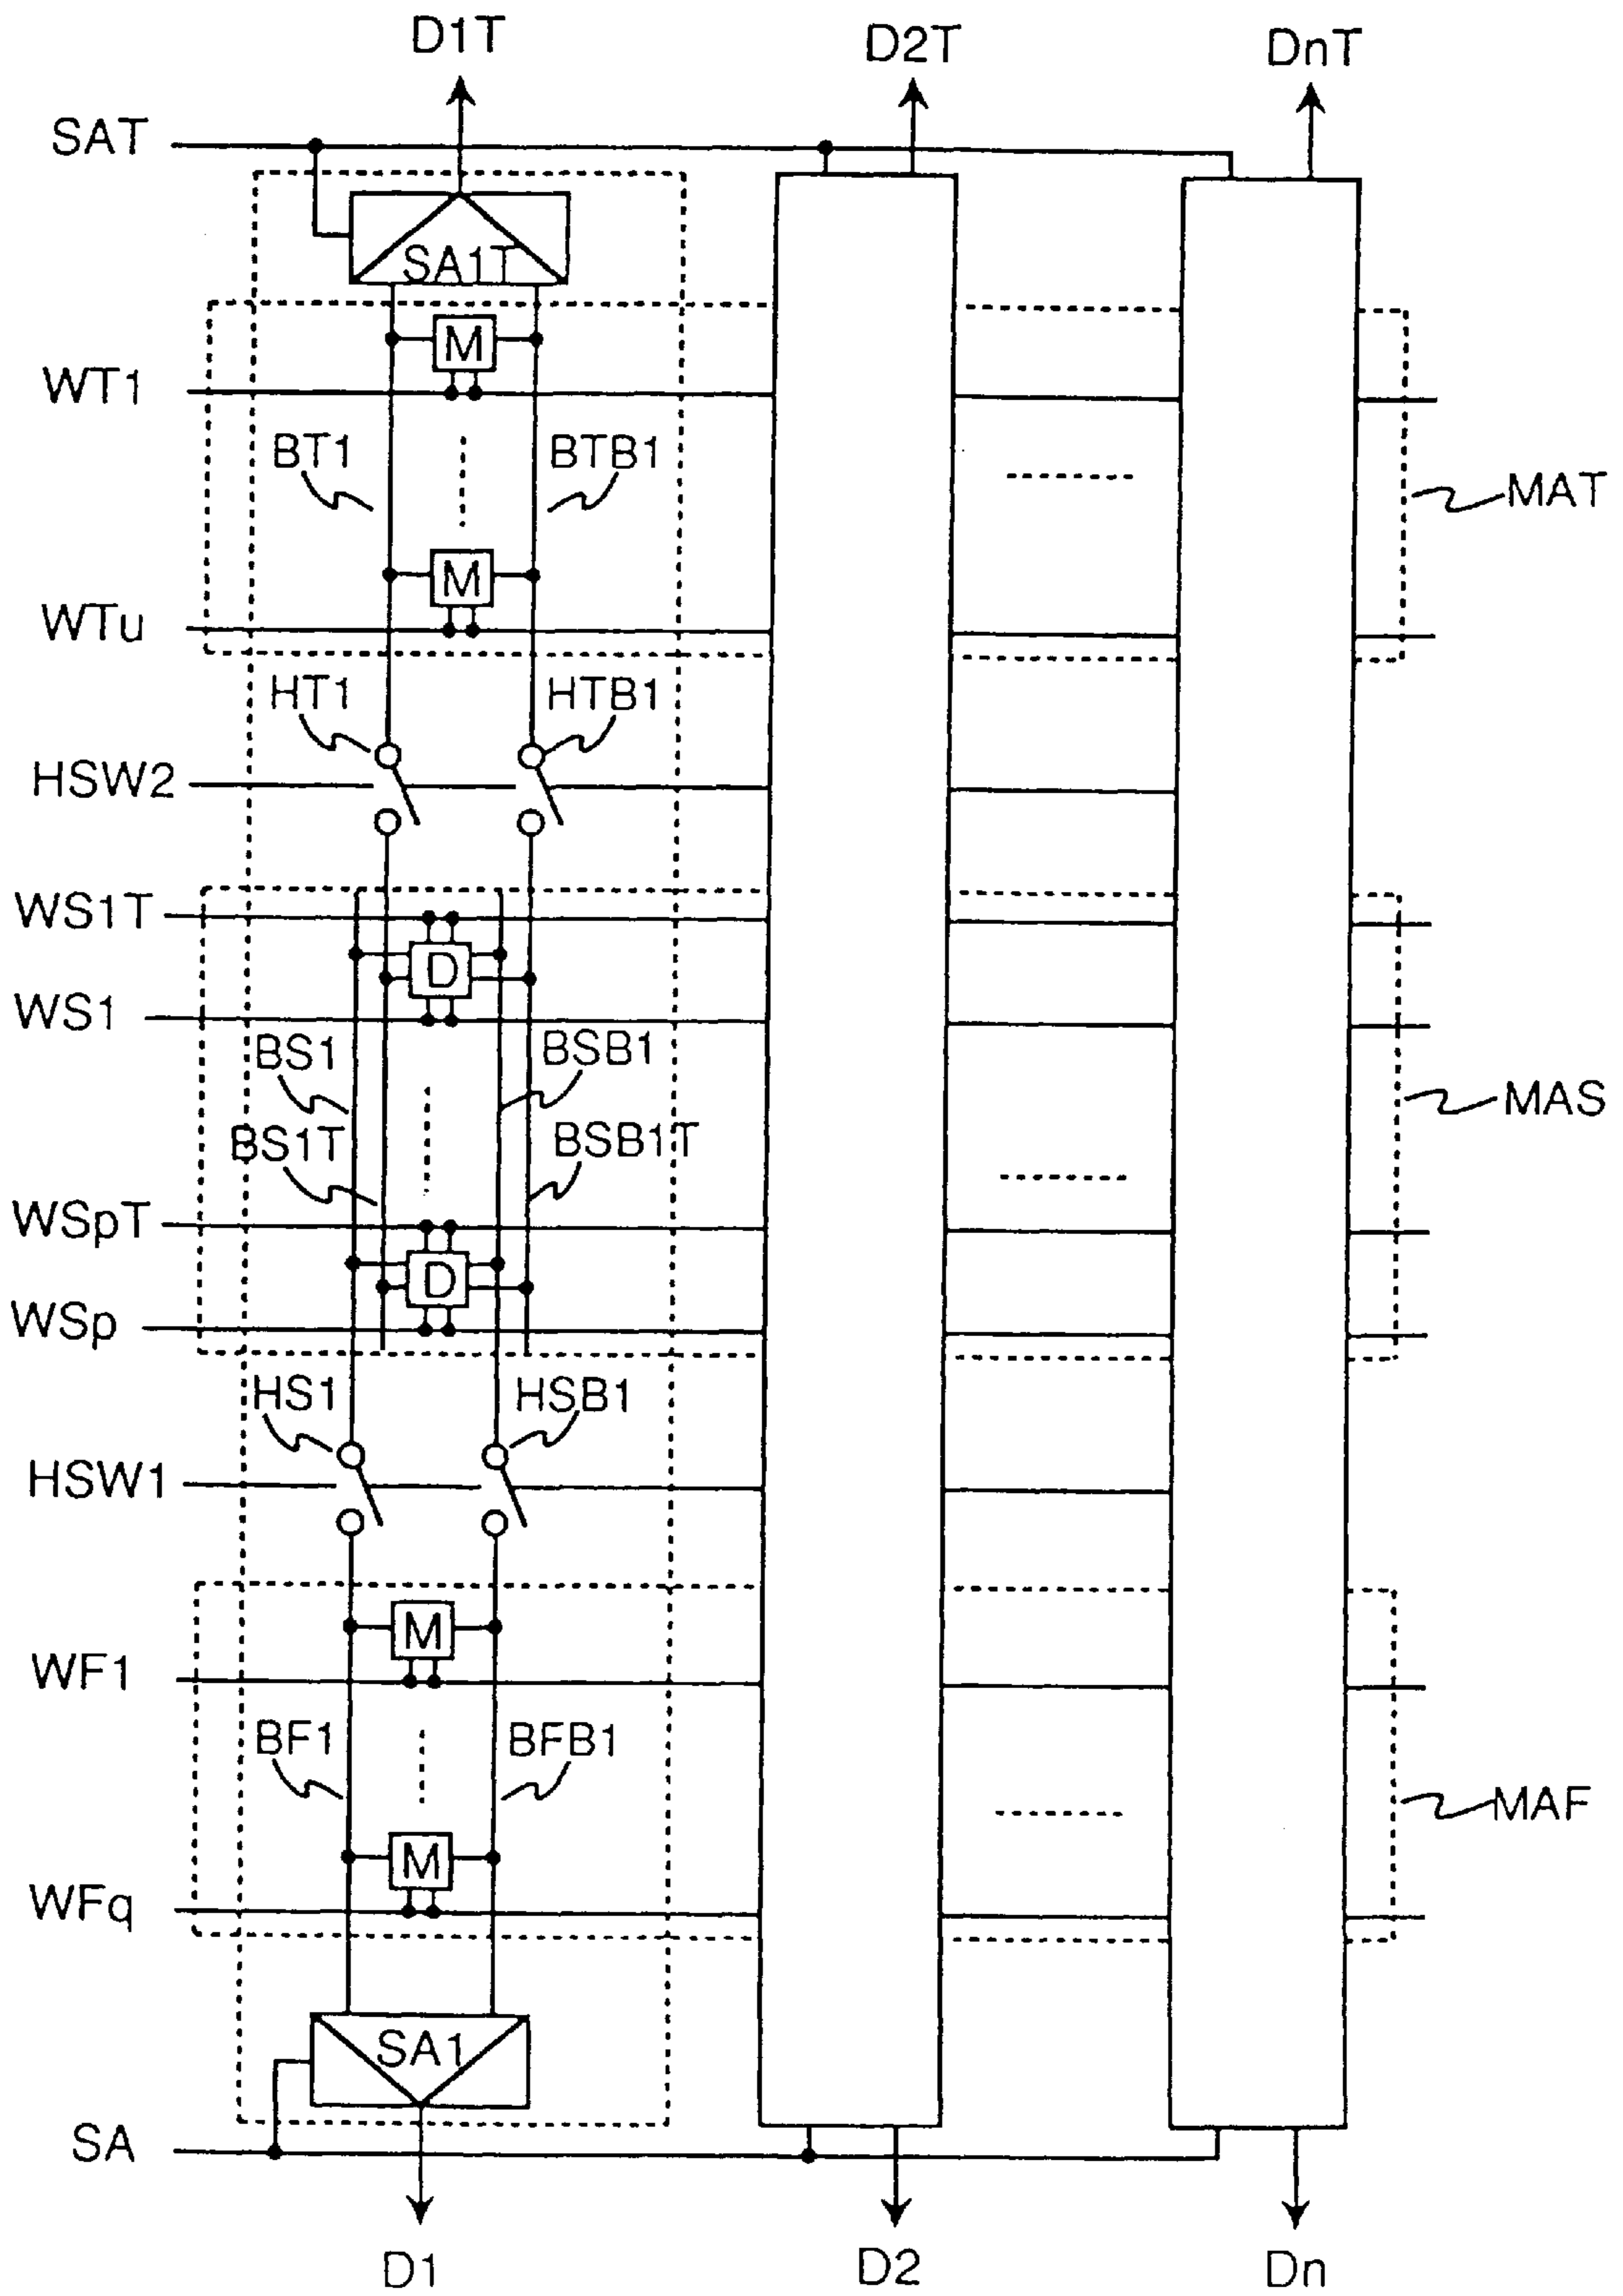 D1T D2T DnT
SAT
SA1T
M
WT1
BT1 BTB1
MAT
M
WTu
HT1 HTB1
HSW2
WS1T
D
WS1
BS1 BSB1
MAS
BS1T BSB1T
WSpT
D
WSp
HS1 HSB1
HSW1
M
WF1
BF1 BFB1
MAF
M
WFq
SA1
SA
D1 D2 Dn